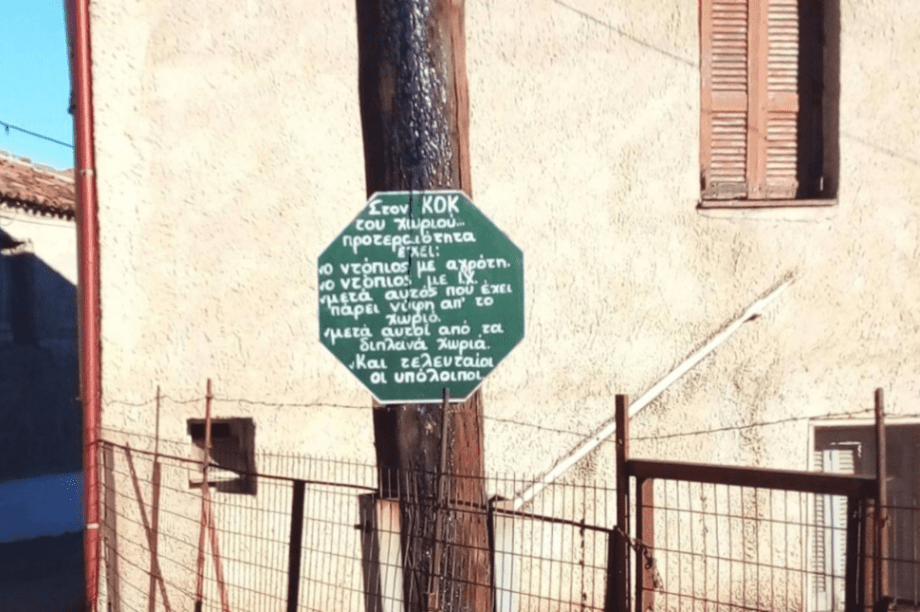 Στον ΚΟΚ
του χωριού...
προτεραιότητα
έχει:
✓ο ντόπιος με αγρότη.
✓ο ντόπιος με ΙΧ.
✓μετά αυτός που έχει
πάρει νύφη απ' το
χωριό.
✓μετά αυτοί από τα
διπλανά χωριά.
✓Και τελευταίοι
οι υπόλοιποι